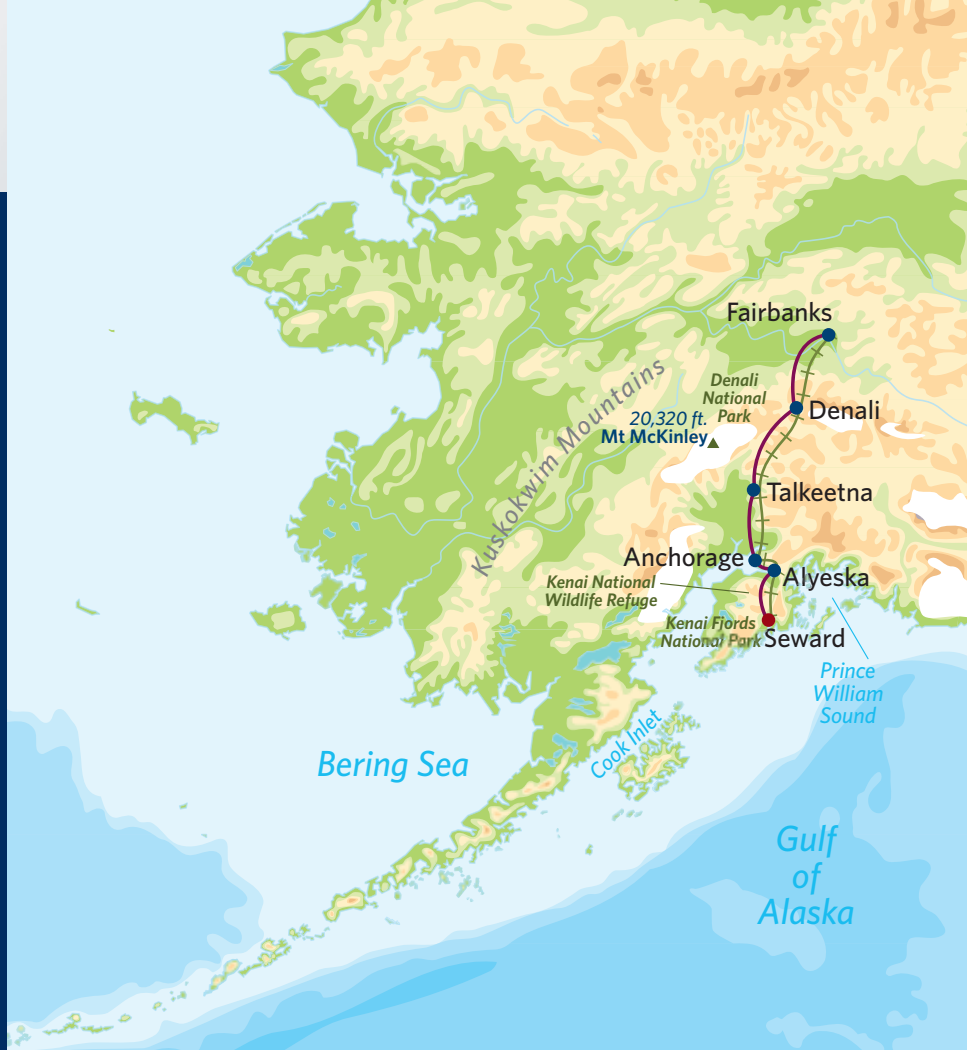 Fairbanks
Denali
National
Park
Denali
20,320 ft.
Mt McKinley
Kuskokwim Mountains
Talkeetna
Anchorage
Alyeska
Kenai National
Wildlife Refuge
Kenai Fjords
National Park
Seward
Prince
William
Sound
Cook Inlet
Bering Sea
Gulf
of
Alaska